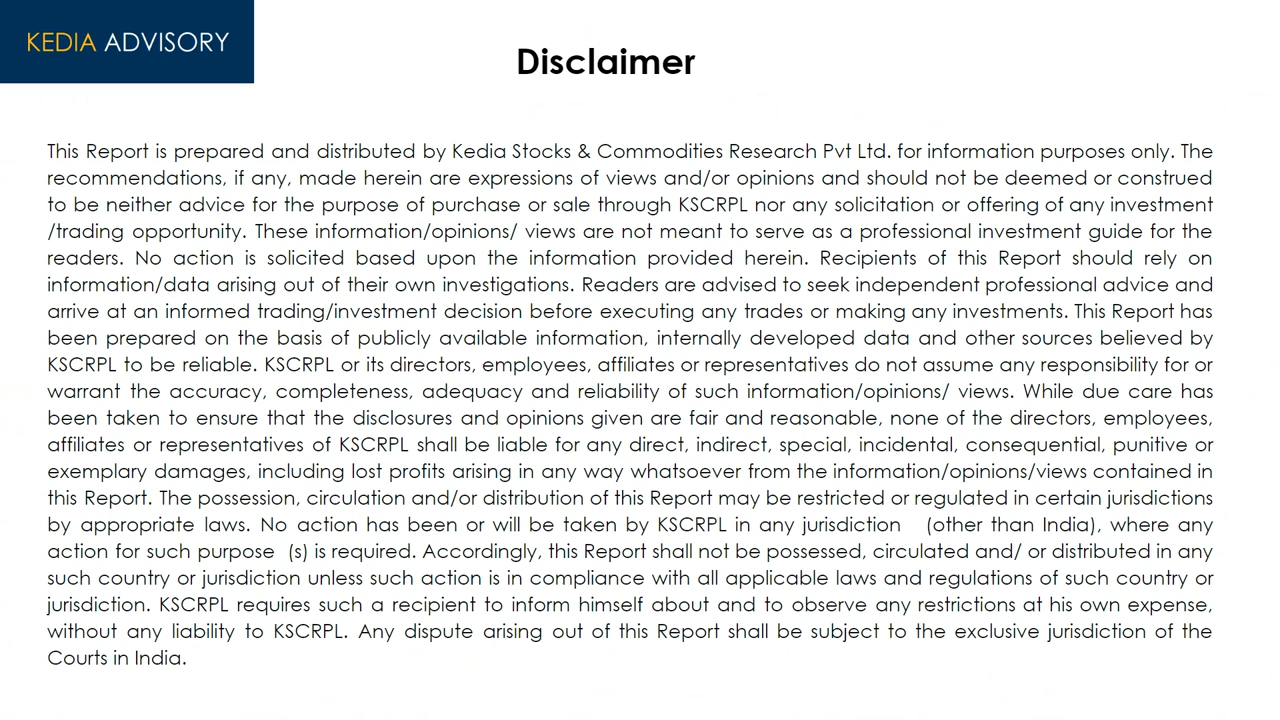 KEDIA ADVISORY
Disclaimer
This Report is prepared and distributed by Kedia Stocks & Commodities Research Pvt Ltd. for information purposes only. The
recommendations, if any, made herein are expressions of views and/or opinions and should not be deemed or construed
to be neither advice for the purpose of purchase or sale through KSCRPL nor any solicitation or offering of any investment
/trading opportunity. These information/opinions/ views are not meant to serve as a professional investment guide for the
readers. No action is solicited based upon the information provided herein. Recipients of this Report should rely on
information/data arising out of their own investigations. Readers are advised to seek independent professional advice and
arrive at an informed trading/investment decision before executing any trades or making any investments. This Report has
been prepared on the basis of publicly available information, internally developed data and other sources believed by
KSCRPL to be reliable. KSCRPL or its directors, employees, affiliates or representatives do not assume any responsibility for or
warrant the accuracy, completeness, adequacy and reliability of such information/opinions/ views. While due care has
been taken to ensure that the disclosures and opinions given are fair and reasonable, none of the directors, employees,
affiliates or representatives of KSCRPL shall be liable for any direct, indirect, special, incidental, consequential, punitive or
exemplary damages, including lost profits arising in any way whatsoever from the information/opinions/views contained in
this Report. The possession, circulation and/or distribution of this Report may be restricted or regulated in certain jurisdictions
by appropriate laws. No action has been or will be taken by KSCRPL in any jurisdiction (other than India), where any
action for such purpose (s) is required. Accordingly, this Report shall not be possessed, circulated and/ or distributed in any
such country or jurisdiction unless such action is in compliance with all applicable laws and regulations of such country or
jurisdiction. KSCRPL requires such a recipient to inform himself about and to observe any restrictions at his own expense,
without any liability to KSCRPL. Any dispute arising out of this Report shall be subject to the exclusive jurisdiction of the
Courts in India.